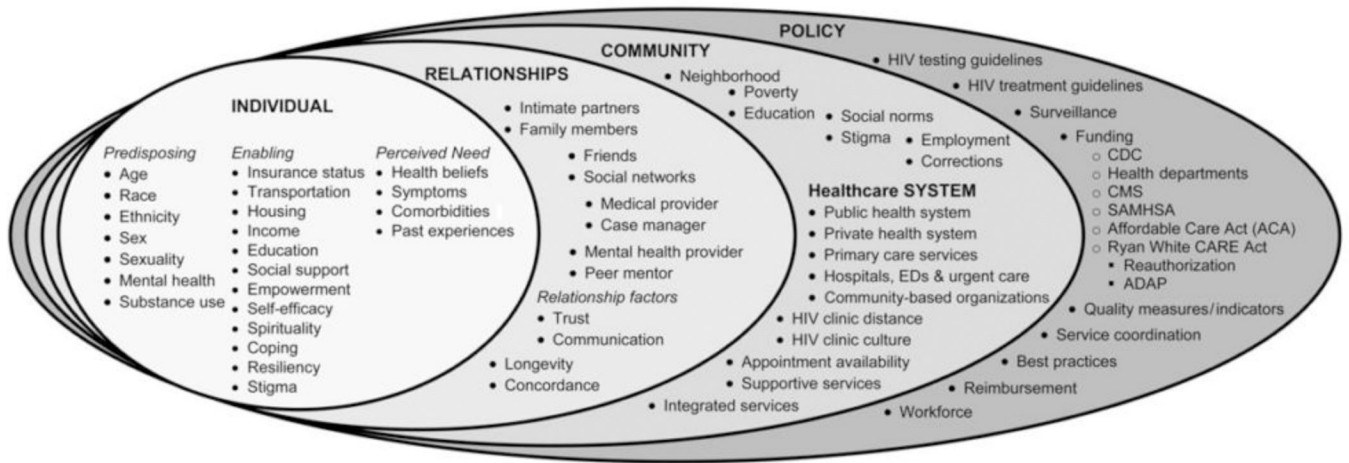 POLICY
• HIV testing guidelines
• HIV treatment guidelines
• Surveillance
• Funding
○ CDC
○ Health departments
○ CMS
○ SAMHSA
○ Affordable Care Act (ACA)
○ Ryan White CARE Act
▪ Reauthorization
▪ ADAP
• Quality measures/indicators
• Service coordination
• Best practices
• Reimbursement
• Workforce
COMMUNITY
• Neighborhood
• Poverty
• Education
• Social norms
• Stigma
• Employment
• Corrections
Healthcare SYSTEM
• Public health system
• Private health system
• Primary care services
• Hospitals, EDs & urgent care
• Community-based organizations
• HIV clinic distance
• HIV clinic culture
• Appointment availability
• Supportive services
• Integrated services
RELATIONSHIPS
• Intimate partners
• Family members
• Friends
• Social networks
• Medical provider
• Case manager
• Mental health provider
• Peer mentor
Relationship factors
• Trust
• Communication
• Longevity
• Concordance
INDIVIDUAL
Predisposing
• Age
• Race
• Ethnicity
• Sex
• Sexuality
• Mental health
• Substance use
Enabling
• Insurance status
• Transportation
• Housing
• Income
• Education
• Social support
• Empowerment
• Self-efficacy
• Spirituality
• Coping
• Resiliency
• Stigma
Perceived Need
• Health beliefs
• Symptoms
• Comorbidities
• Past experiences